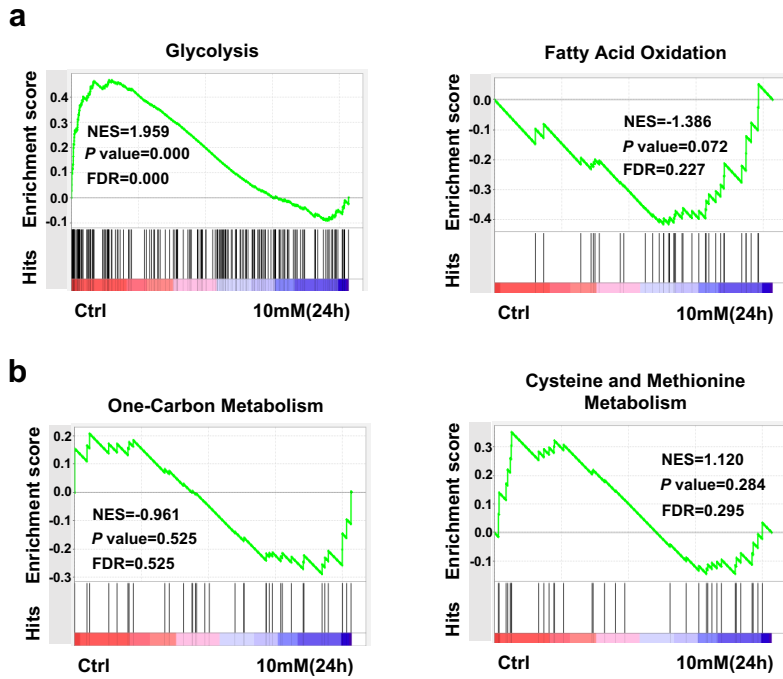 a
Glycolysis
Enrichment score
0.4
0.3
0.2
0.1
0.0
-0.1
NES=1.959
P value=0.000
FDR=0.000
Hits
Ctrl 10mM(24h)
Fatty Acid Oxidation
Enrichment score
0.0
-0.1
-0.2
-0.3
-0.4
NES=-1.386
P value=0.072
FDR=0.227
Hits
Ctrl 10mM(24h)
b
One-Carbon Metabolism
Enrichment score
0.2
0.1
0.0
-0.1
-0.2
-0.3
NES=-0.961
P value=0.525
FDR=0.525
Hits
Ctrl 10mM(24h)
Cysteine and Methionine
Metabolism
Enrichment score
0.3
0.2
0.1
0.0
-0.1
NES=1.120
P value=0.284
FDR=0.295
Hits
Ctrl 10mM(24h)